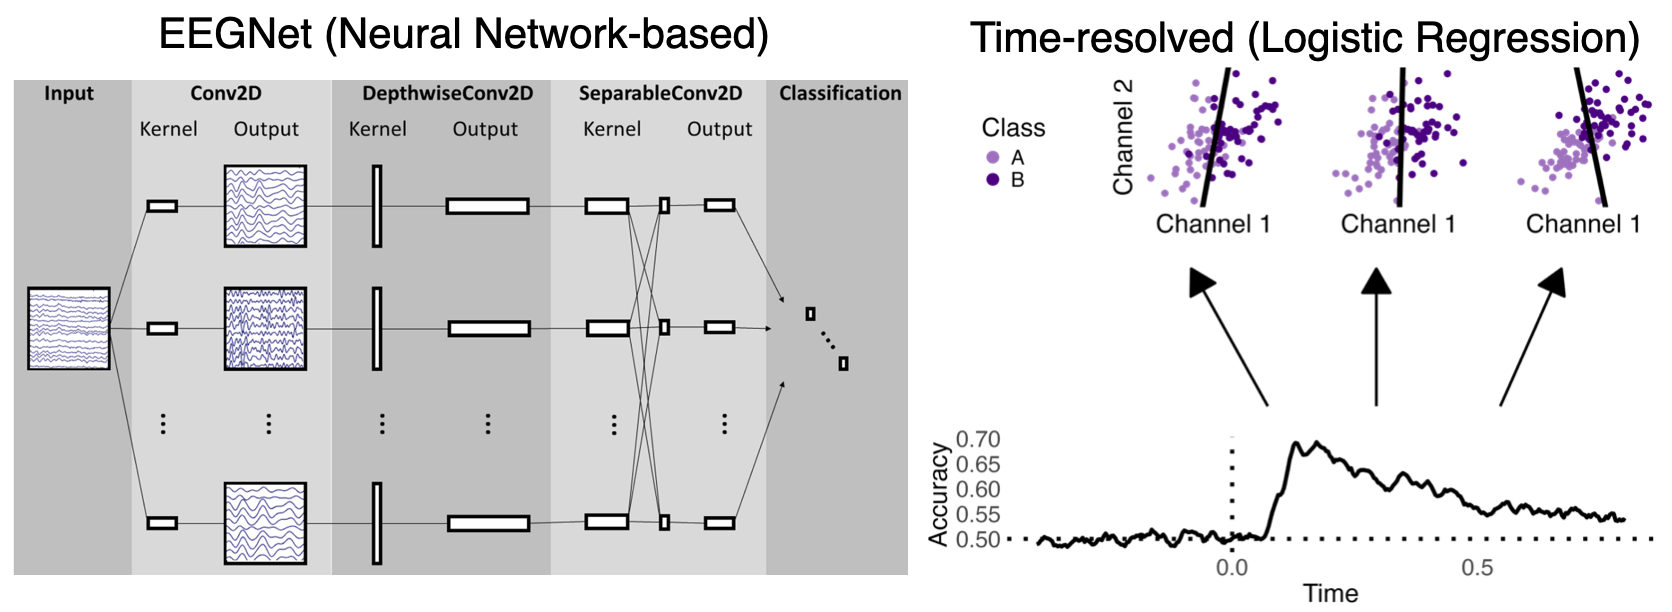 EEGNet (Neural Network-based)
Input
Conv2D
DepthwiseConv2D
SeparableConv2D
Classification
Kernel
Output
Kernel
Output
Kernel
Output
Time-resolved (Logistic Regression)
Class
A
B
Channel 2
Channel 1
Channel 1
Channel 1
Accuracy
0.70
0.65
0.60
0.55
0.50
0.0
0.5
Time